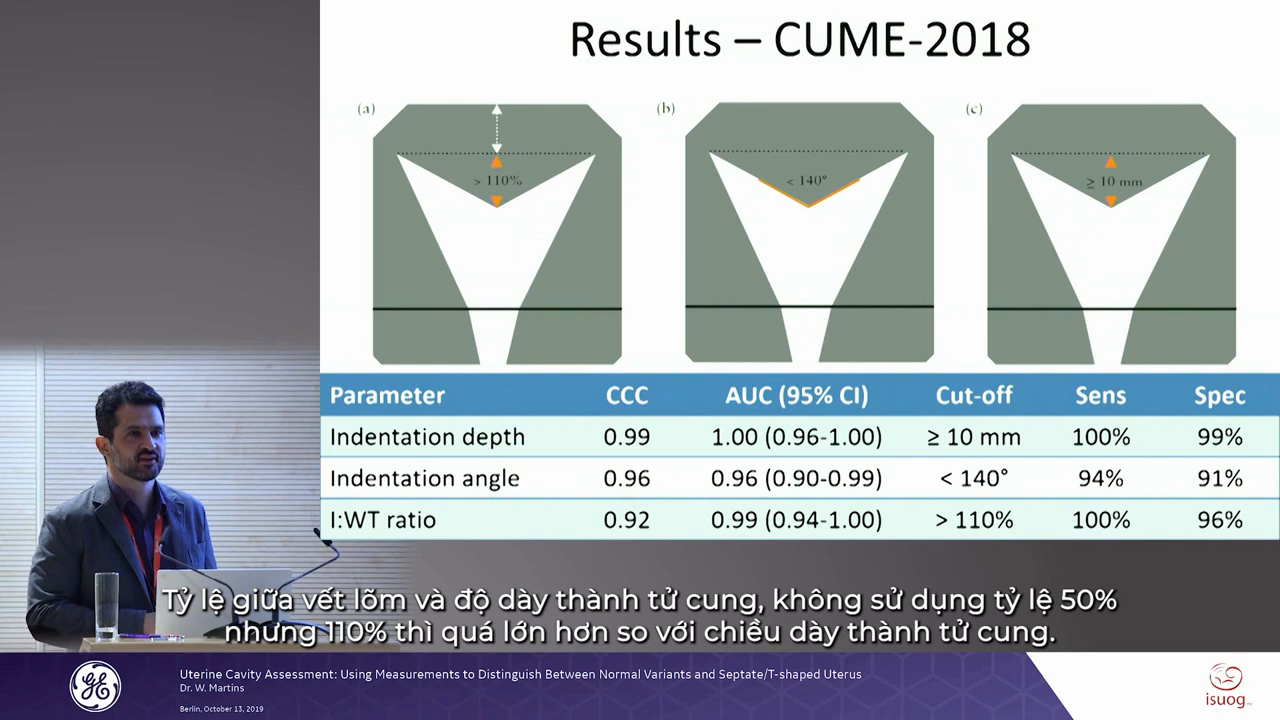 Results – CUME-2018
(a)
(b)
(c)
> 110%
< 140°
≥ 10 mm
Parameter CCC AUC (95% CI) Cut-off Sens Spec
Indentation depth 0.99 1.00 (0.96-1.00) ≥ 10 mm 100% 99%
Indentation angle 0.96 0.96 (0.90-0.99) < 140° 94% 91%
I:WT ratio 0.92 0.99 (0.94-1.00) > 110% 100% 96%
Tỷ lệ giữa vết lõm và độ dày thành tử cung, không sử dụng tỷ lệ 50%
nhưng 110% thì quá lớn hơn so với chiều dày thành tử cung.
Uterine Cavity Assessment: Using Measurements to Distinguish Between Normal Variants and Septate/T-shaped Uterus
Dr. W. Martins
Berlin, October 13, 2019
GE
isuog